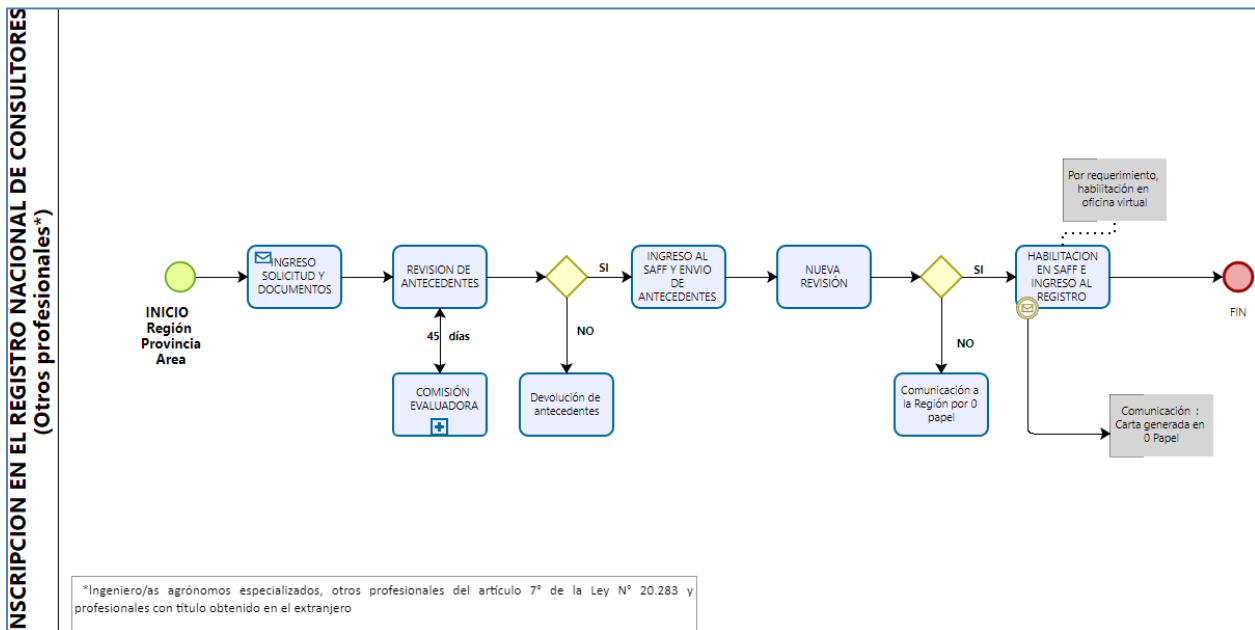 NSCRIPCION EN EL REGISTRO NACIONAL DE CONSULTORES
(Otros profesionales*)
INICIO
Región
Provincia
Area
INGRESO
SOLICITUD Y
DOCUMENTOS
REVISION DE
ANTECEDENTES
45 días
COMISIÓN
EVALUADORA
SI
NO
Devolución de
antecedentes
INGRESO AL
SAFF Y ENVIO
DE
ANTECEDENTES
NUEVA
REVISIÓN
SI
NO
Comunicación a
la Región por 0
papel
Por requerimiento,
habilitación en
oficina virtual
HABILITACION
EN SAFF E
INGRESO AL
REGISTRO
Comunicación :
Carta generada en
0 Papel
FIN
*Ingeniero/as agrónomos especializados, otros profesionales del artículo 7° de la Ley N° 20.283 y
profesionales con título obtenido en el extranjero